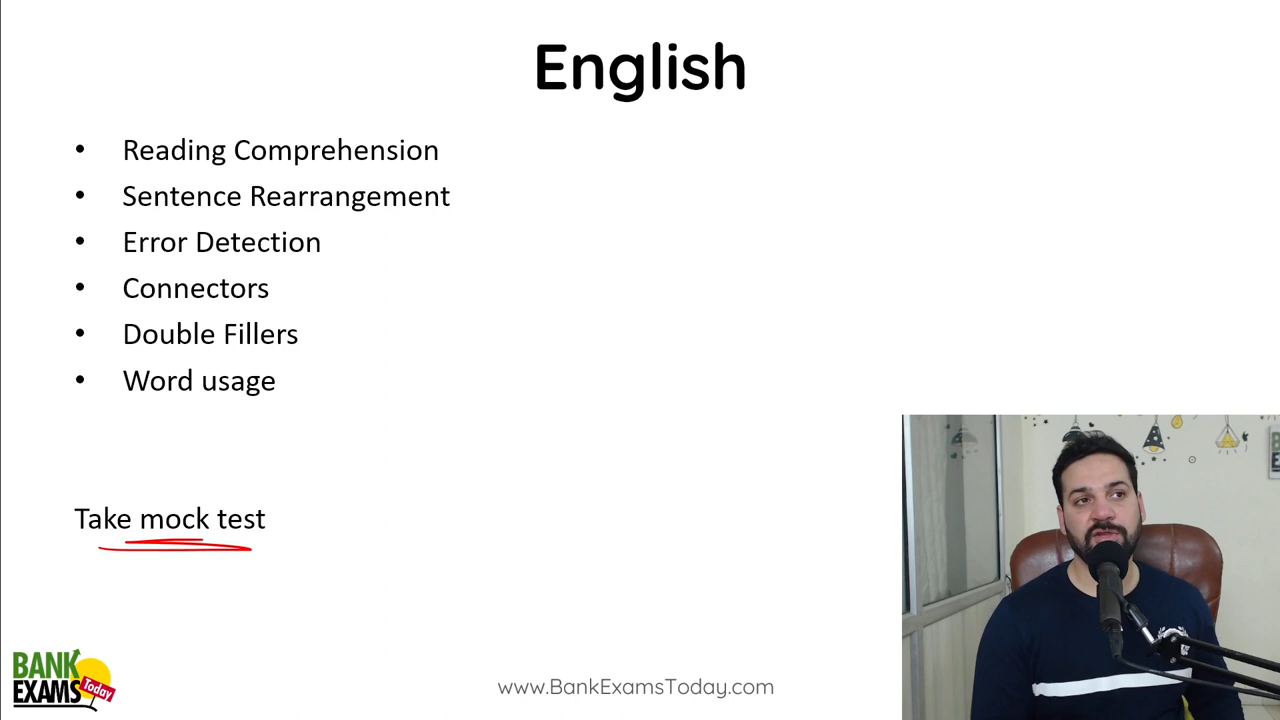 English
• Reading Comprehension
• Sentence Rearrangement
• Error Detection
• Connectors
• Double Fillers
• Word usage
Take mock test
BANK
EXAMS Today
www.BankExamsToday.com